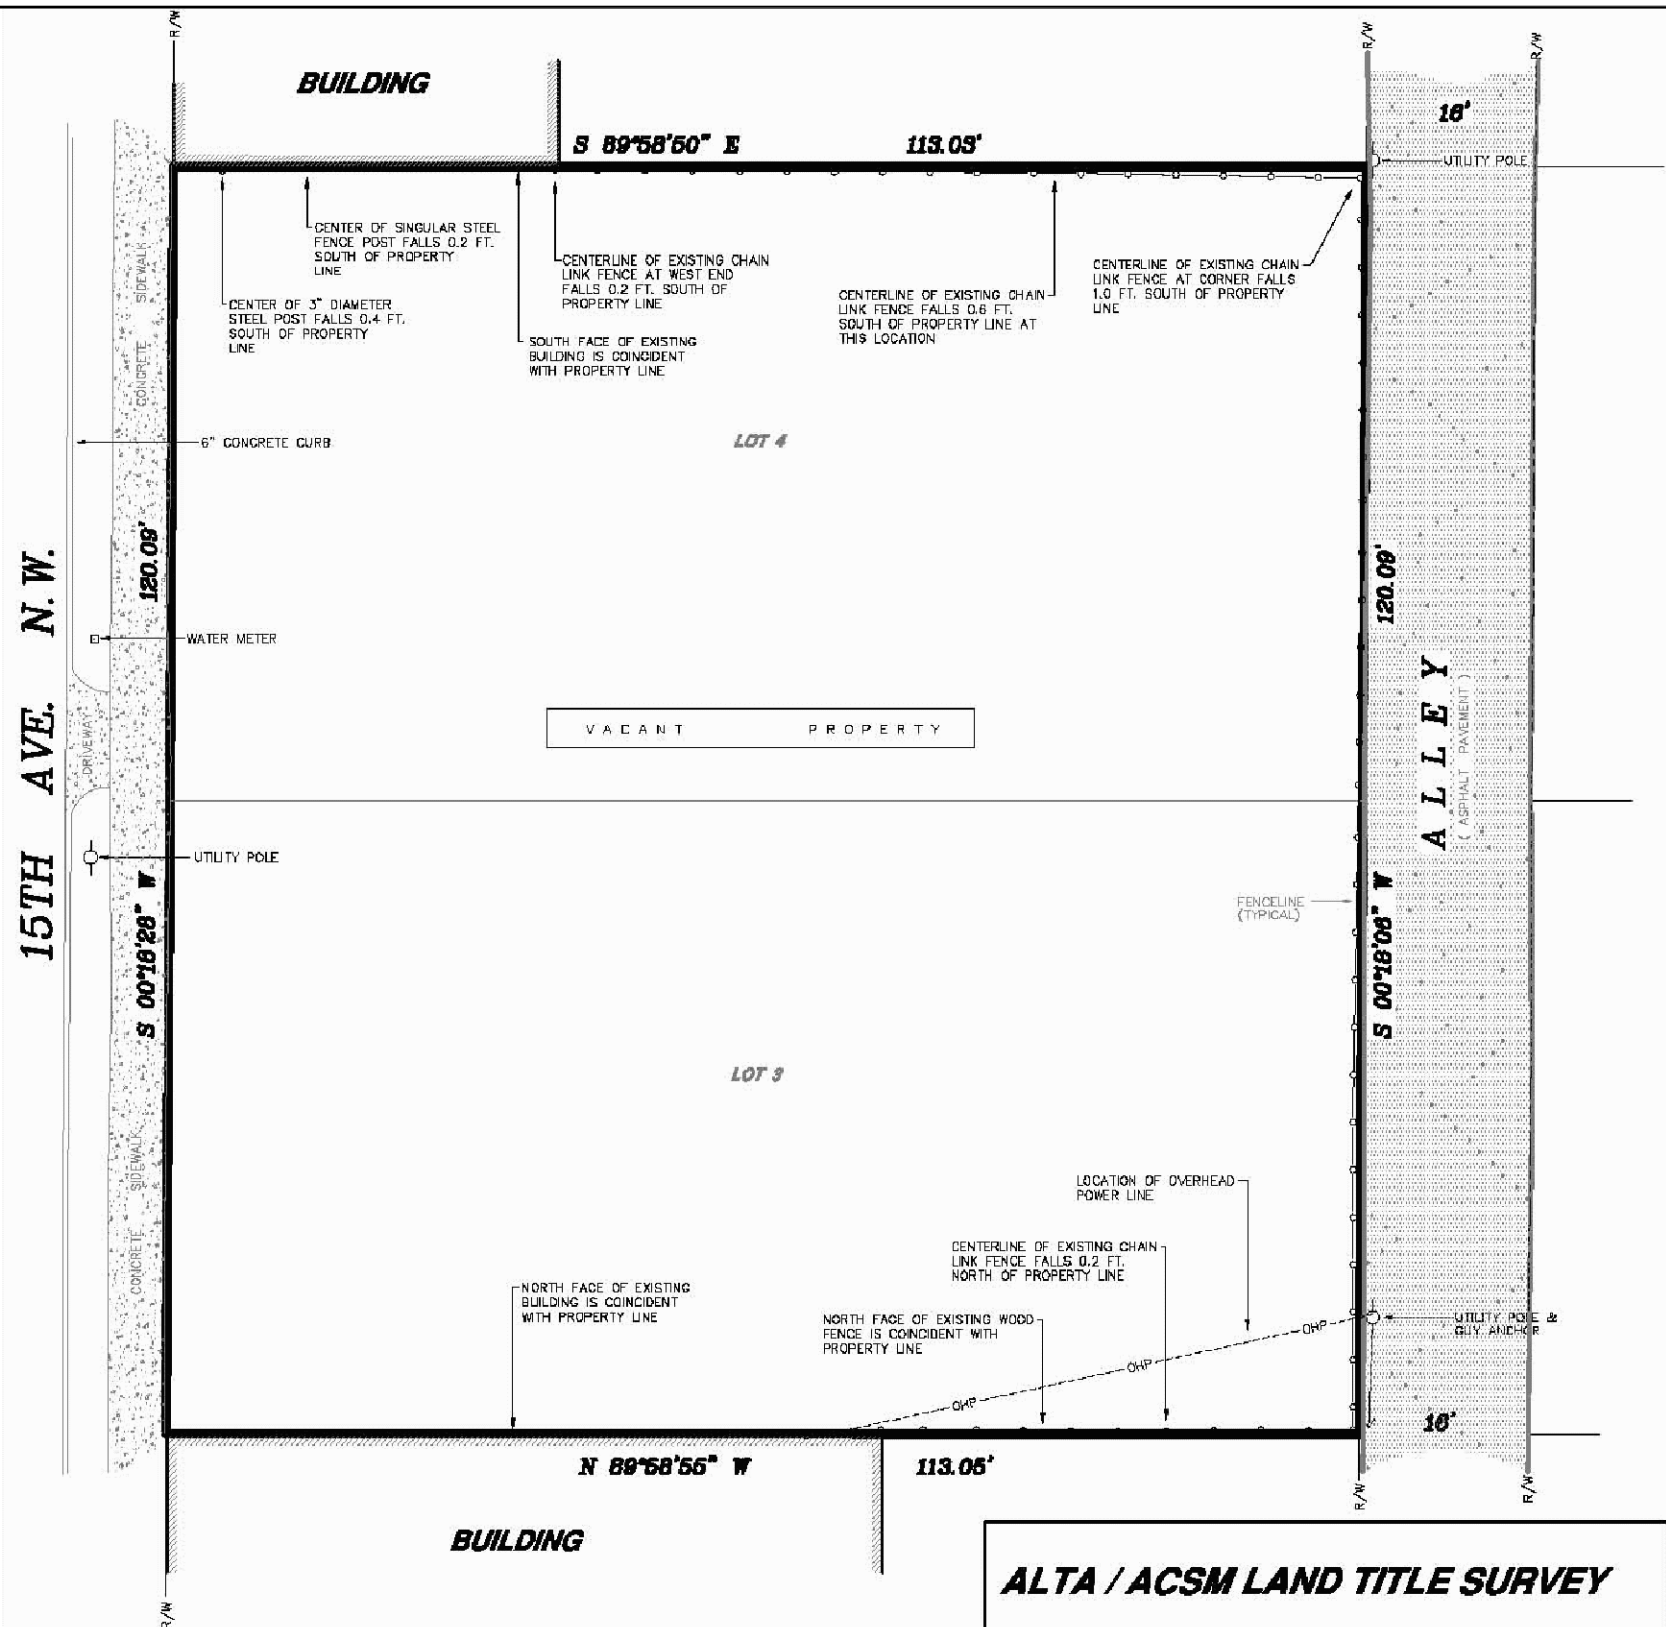 R/W
R/W
R/W
BUILDING
16'
S 89°58'50" E 113.03'
UTILITY POLE
CENTER OF SINGULAR STEEL
FENCE POST FALLS 0.2 FT.
SOUTH OF PROPERTY
LINE
CENTERLINE OF EXISTING CHAIN
LINK FENCE AT WEST END
FALLS 0.2 FT. SOUTH OF
PROPERTY LINE
CENTERLINE OF EXISTING CHAIN
LINK FENCE AT CORNER FALLS
1.0 FT. SOUTH OF PROPERTY
LINE
CENTER OF 3" DIAMETER
STEEL POST FALLS 0.4 FT.
SOUTH OF PROPERTY
LINE
CENTERLINE OF EXISTING CHAIN
LINK FENCE FALLS 0.6 FT.
SOUTH OF PROPERTY LINE AT
THIS LOCATION
SOUTH FACE OF EXISTING
BUILDING IS COINCIDENT
WITH PROPERTY LINE
CONCRETE SIDEWALK
6" CONCRETE CURB
LOT 4
120.09'
120.09'
15TH AVE. N.W.
WATER METER
DRIVEWAY
VACANT PROPERTY
ALLEY
( ASPHALT PAVEMENT )
UTILITY POLE
FENCELINE
(TYPICAL)
S 00°18'28" W
S 00°18'08" W
LOT 3
CONCRETE SIDEWALK
LOCATION OF OVERHEAD
POWER LINE
CENTERLINE OF EXISTING CHAIN
LINK FENCE FALLS 0.2 FT.
NORTH OF PROPERTY LINE
NORTH FACE OF EXISTING
BUILDING IS COINCIDENT
WITH PROPERTY LINE
NORTH FACE OF EXISTING WOOD
FENCE IS COINCIDENT WITH
PROPERTY LINE
UTILITY POLE &
GUY ANCHOR
OHP
OHP
OHP
16'
N 89°58'55" W 113.05'
R/W
R/W
BUILDING
R/W
ALTA / ACSM LAND TITLE SURVEY